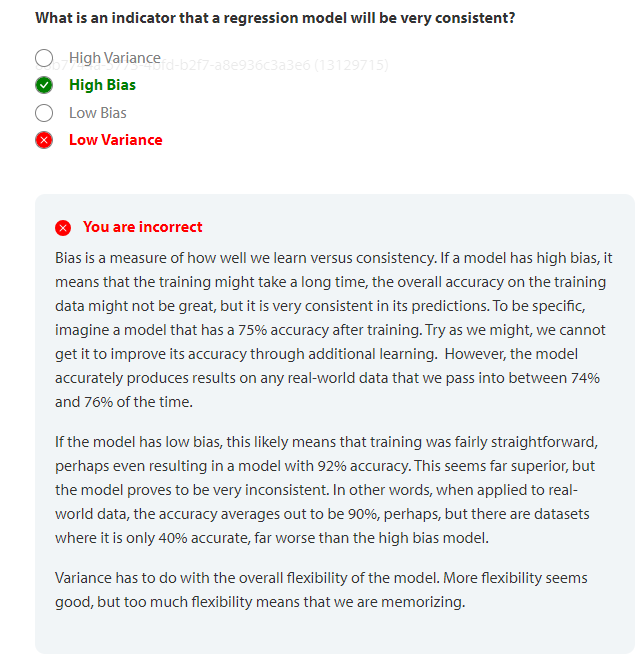 What is an indicator that a regression model will be very consistent?
High Variance
-b2f7-a8e936c3a3e6 (13129715)
High Bias
Low Bias
Low Variance
You are incorrect
Bias is a measure of how well we learn versus consistency. If a model has high bias, it
means that the training might take a long time, the overall accuracy on the training
data might not be great, but it is very consistent in its predictions. To be specific,
imagine a model that has a 75% accuracy after training. Try as we might, we cannot
get it to improve its accuracy through additional learning.  However, the model
accurately produces results on any real-world data that we pass into between 74%
and 76% of the time.
If the model has low bias, this likely means that training was fairly straightforward,
perhaps even resulting in a model with 92% accuracy. This seems far superior, but
the model proves to be very inconsistent. In other words, when applied to real-
world data, the accuracy averages out to be 90%, perhaps, but there are datasets
where it is only 40% accurate, far worse than the high bias model.
Variance has to do with the overall flexibility of the model. More flexibility seems
good, but too much flexibility means that we are memorizing.